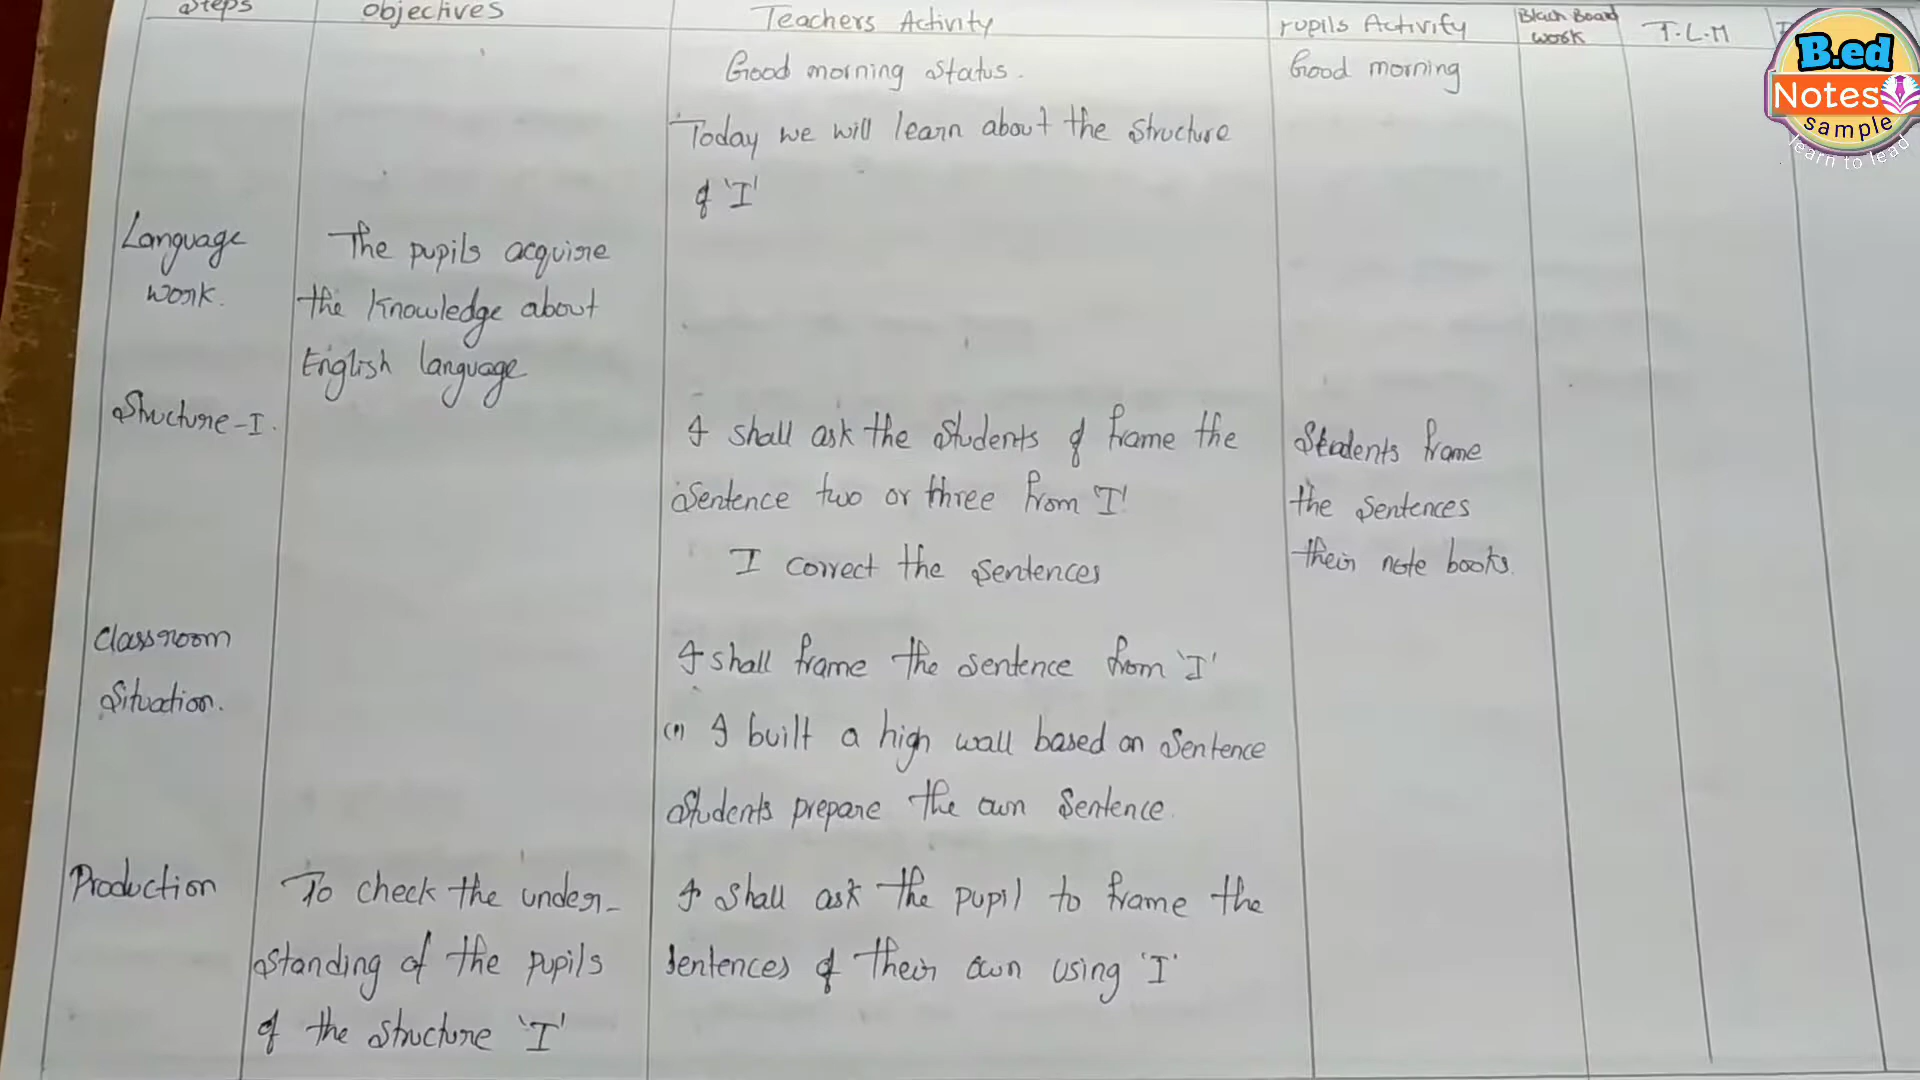 Steps
Objectives
Teachers Activity
Pupils Activity
Black Board
work
T.L.M
Good morning Status.
Good morning
Today we will learn about the Structure
of 'I'
Language
work.
The pupils acquire
the knowledge about
English language
Structure-I.
I shall ask the Students of frame the
Sentence two or three from 'I'
I correct the Sentences
Students frame
the Sentences
their note books.
Classroom
Situation.
I shall frame the sentence from 'I'
I built a high wall based on Sentence
Students prepare the own Sentence.
Production
To check the under-
standing of the pupils
of the structure 'I'
I shall ask the pupil to frame the
sentences of their own using 'I'
B.ed
Notes
sample
learn to lead